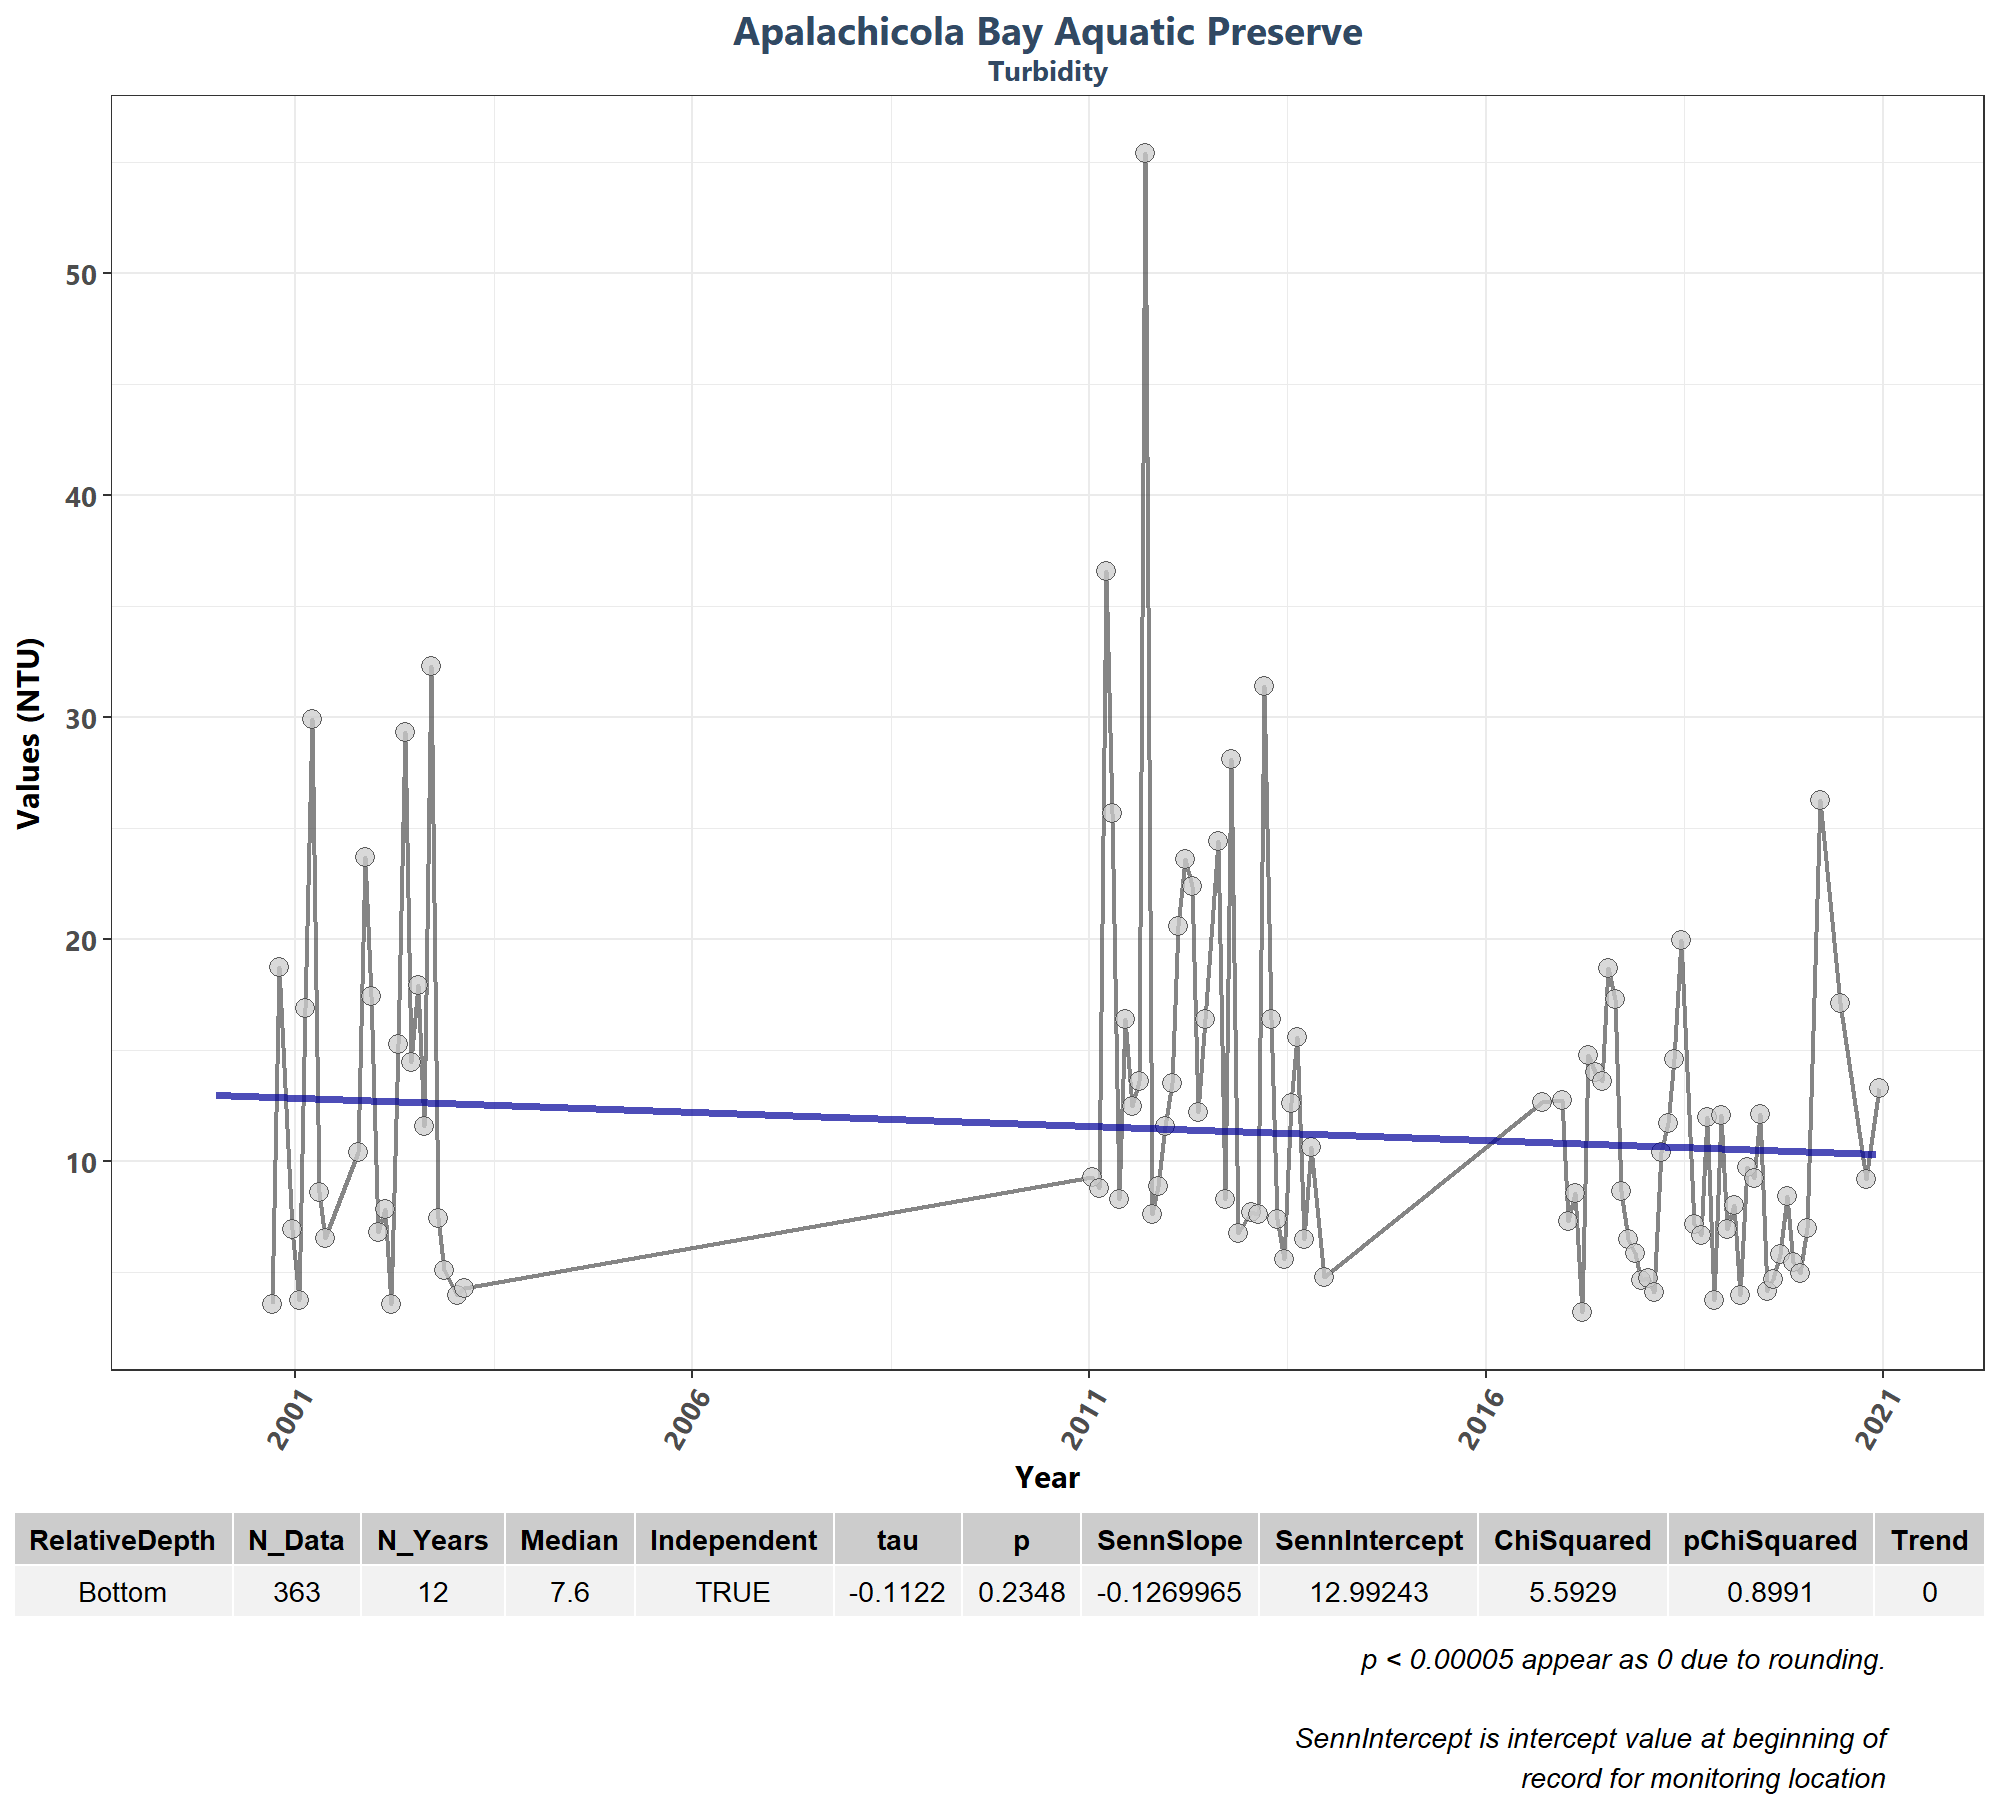 Apalachicola Bay Aquatic Preserve
Turbidity
Values (NTU)
50
40
30
20
10
2001 2006 2011 2016 2021
Year
RelativeDepth N_Data N_Years Median Independent tau p SennSlope SennIntercept ChiSquared pChiSquared Trend
Bottom 363 12 7.6 TRUE -0.1122 0.2348 -0.1269965 12.99243 5.5929 0.8991 0
p < 0.00005 appear as 0 due to rounding.
SennIntercept is intercept value at beginning of
record for monitoring location